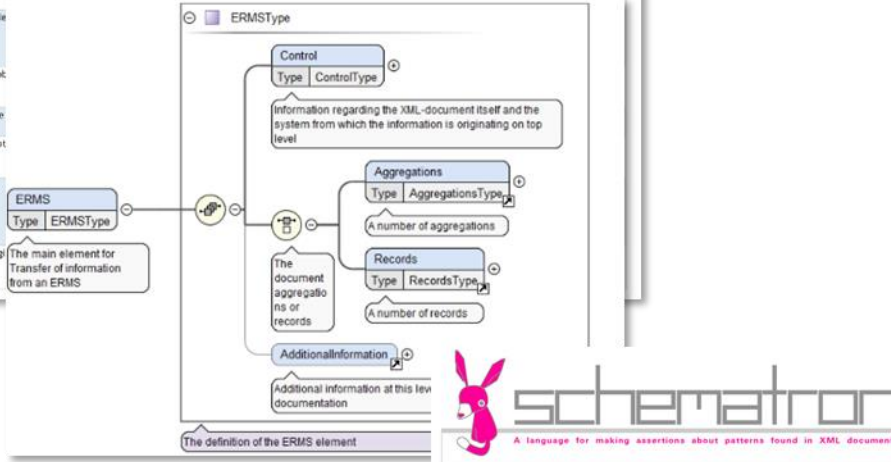 ERMSType
Control
Type ControlType
Information regarding the XML-document itself and the
system from which the information is originating on top
level
Aggregations
Type AggregationsType
A number of aggregations
ERMS
Type ERMSType
The main element for
Transfer of information
from an ERMS
The
document
aggregatio
ns or
records
Records
Type RecordsType
A number of records
AdditionalInformation
Additional information at this
documentation
The definition of the ERMS element
schematron
A language for making assertions about patterns found in XML document